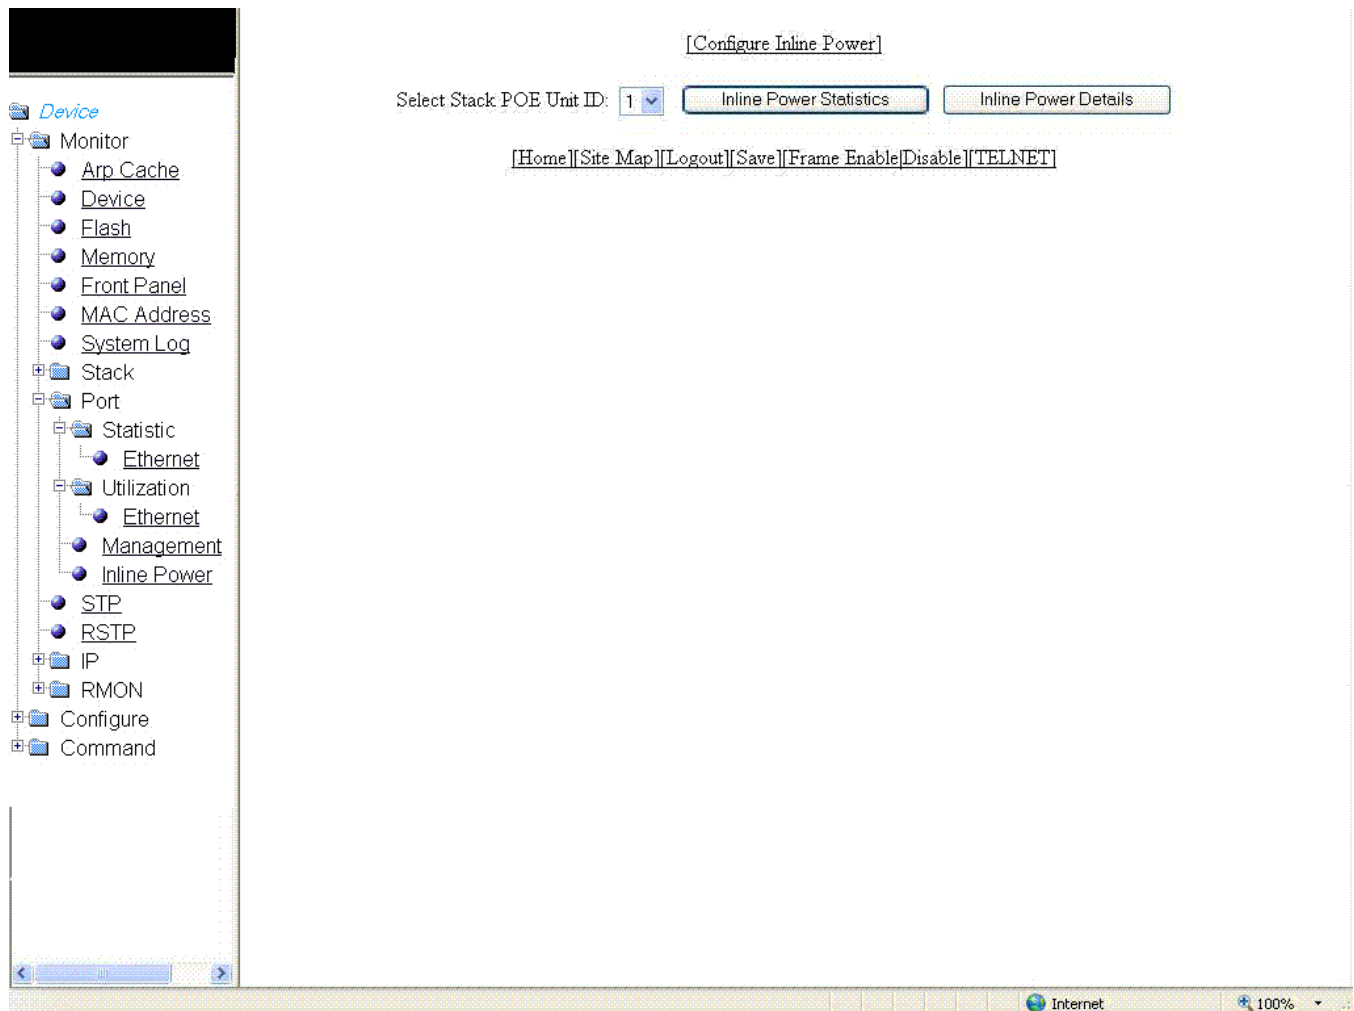 Device
Monitor
Arp Cache
Device
Flash
Memory
Front Panel
MAC Address
System Log
Stack
Port
Statistic
Ethernet
Utilization
Ethernet
Management
Inline Power
STP
RSTP
IP
RMON
Configure
Command
[Configure Inline Power]
Select Stack POE Unit ID: 1 Inline Power Statistics Inline Power Details
[Home][Site Map][Logout][Save][Frame Enable|Disable][TELNET]
Internet 100%